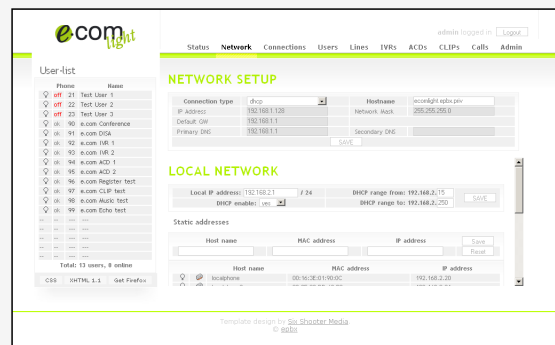 e.com light
admin logged in Logout
Status Network Connections Users Lines IVRs ACDs CLIPs Calls Admin
User-list
Phone Name
off 21 Test User 1
off 22 Test User 2
off 23 Test User 3
ok 90 e.com Conference
ok 91 e.com DISA
ok 92 e.com IVR 1
ok 93 e.com IVR 2
ok 94 e.com ACD 1
ok 95 e.com ACD 2
ok 96 e.com Register test
ok 97 e.com CLIP test
ok 98 e.com Music test
ok 99 e.com Echo test
-- -- ---
-- -- ---
-- -- ---
Total: 13 users, 0 online
CSS XHTML 1.1 Get Firefox
NETWORK SETUP
Connection type dhcp Hostname ecomlight.epbx.priv
IP Address 192.168.1.128 Network Mask 255.255.255.0
Default GW 192.168.1.1
Primary DNS 192.168.1.1 Secondary DNS
SAVE
LOCAL NETWORK
Local IP address: 192.168.2.1 / 24 DHCP range from: 192.168.2.15
DHCP enable: yes DHCP range to: 192.168.2.250
SAVE
Static addresses
Host name MAC address IP address Save
Reset
Host name MAC address IP address
localphone 00:16:3E:01:90:0C 192.168.2.20
Template design by Six Shooter Media.
© epbx